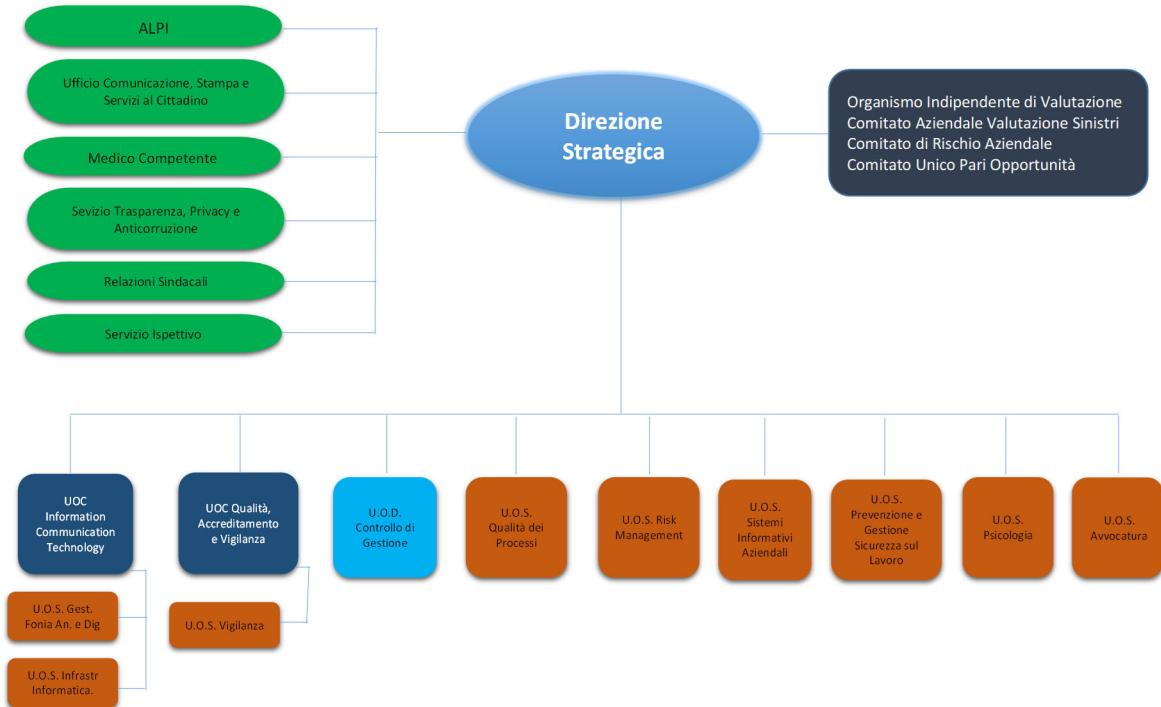 ALPI
Ufficio Comunicazione, Stampa e
Servizi al Cittadino
Medico Competente
Sevizio Trasparenza, Privacy e
Anticorruzione
Relazioni Sindacali
Servizio Ispettivo
Direzione
Strategica
Organismo Indipendente di Valutazione
Comitato Aziendale Valutazione Sinistri
Comitato di Rischio Aziendale
Comitato Unico Pari Opportunità
UOC
Information
Communication
Technology
U.O.S. Gest.
Fonia An. e Dig
U.O.S. Infrastr
Informatica.
UOC Qualità,
Accreditamento
e Vigilanza
U.O.S. Vigilanza
U.O.D.
Controllo di
Gestione
U.O.S.
Qualità dei
Processi
U.O.S. Risk
Management
U.O.S.
Sistemi
Informativi
Aziendali
U.O.S.
Prevenzione e
Gestione
Sicurezza sul
Lavoro
U.O.S.
Psicologia
U.O.S.
Avvocatura